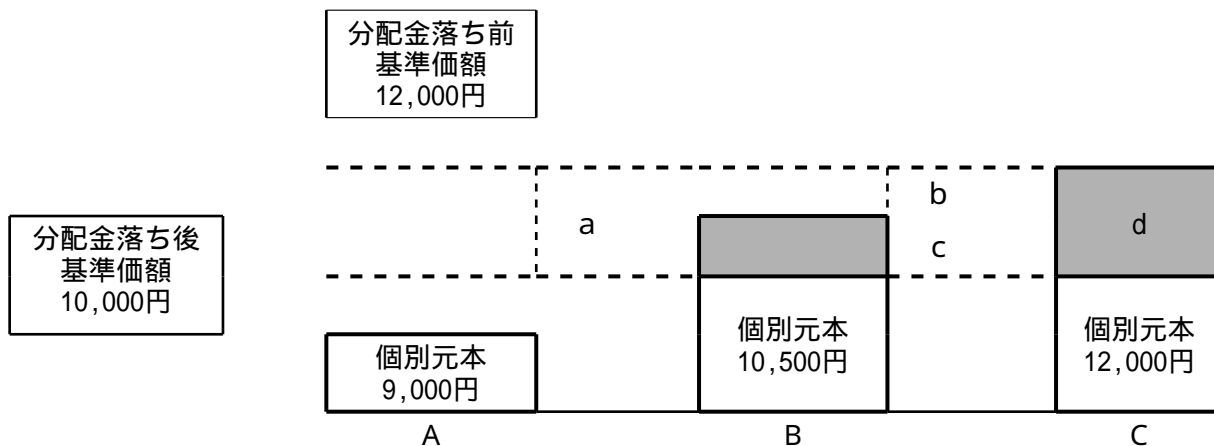 分配金落ち前
基準価額
12,000円
分配金落ち後
基準価額
10,000円
a
b
c
d
個別元本
9,000円
個別元本
10,500円
個別元本
12,000円
A
B
C